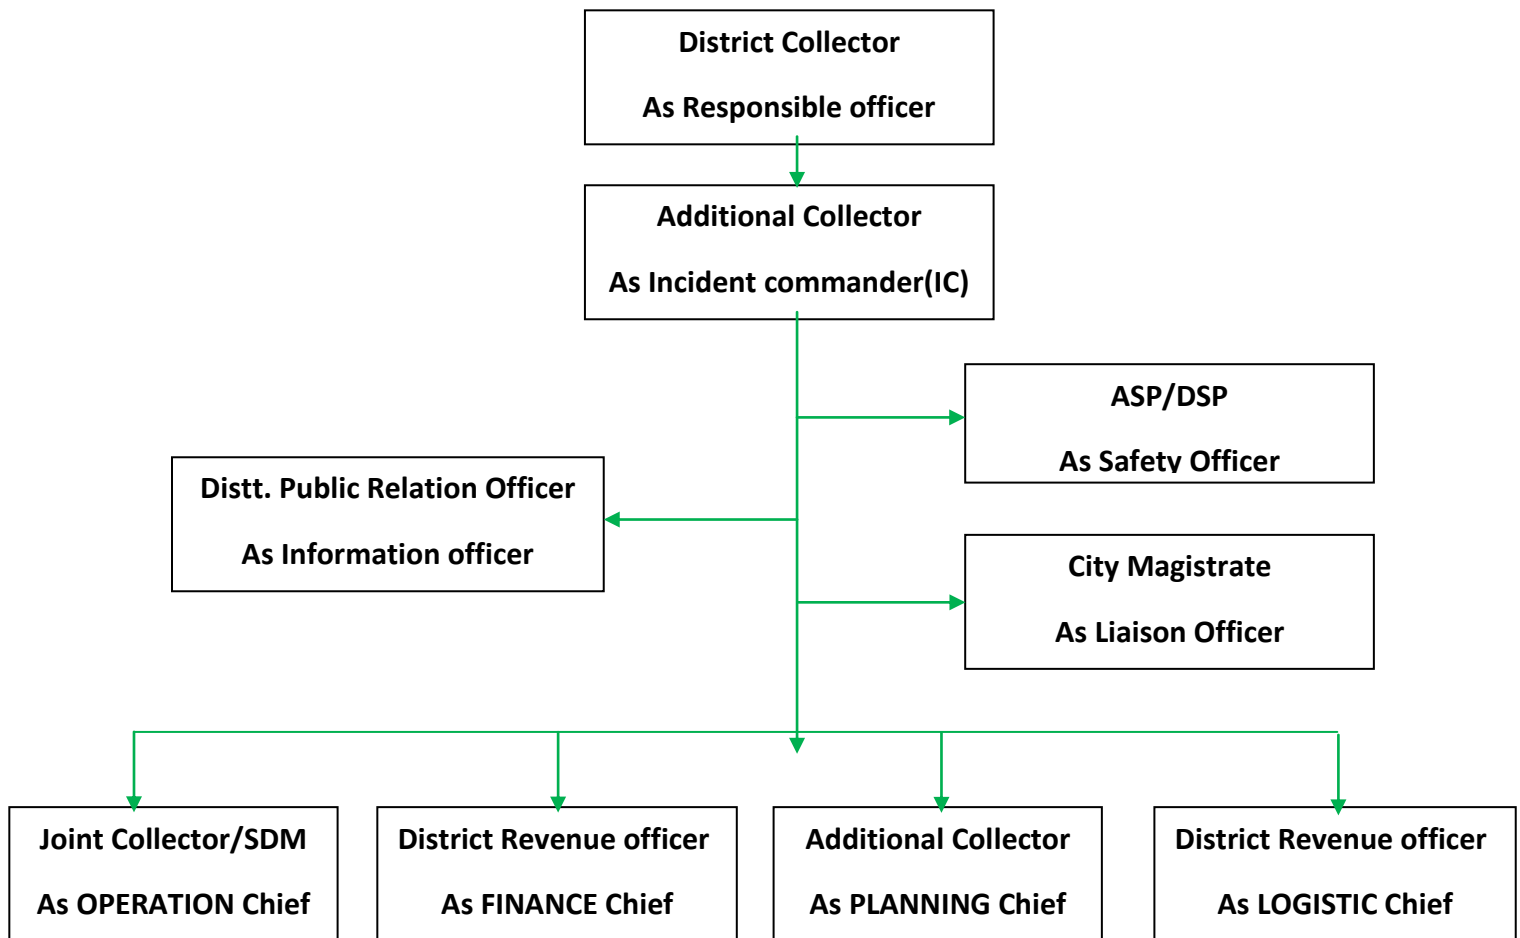 District Collector
As Responsible officer
Additional Collector
As Incident commander(IC)
ASP/DSP
As Safety Officer
Distt. Public Relation Officer
As Information officer
City Magistrate
As Liaison Officer
Joint Collector/SDM
As OPERATION Chief
District Revenue officer
As FINANCE Chief
Additional Collector
As PLANNING Chief
District Revenue officer
As LOGISTIC Chief